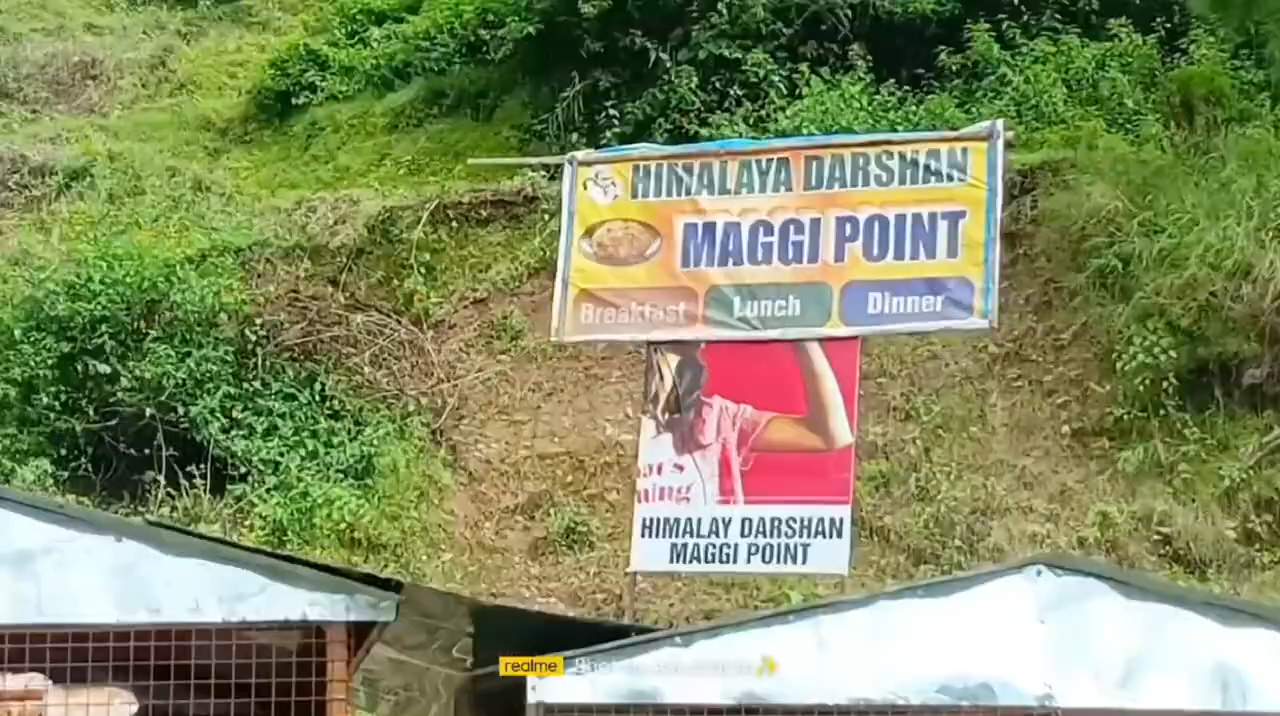 HIMALAYA DARSHAN
MAGGI POINT
Breakfast Lunch Dinner
HIMALAY DARSHAN
MAGGI POINT
realme